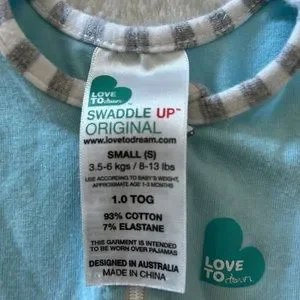 LOVE
TO dream
SWADDLE UP™
ORIGINAL
www.lovetodream.com
SMALL (S)
3.5-6 kgs / 8-13 lbs
USE ACCORDING TO BABY'S WEIGHT,
APPROXIMATE AGE 1-3 MONTHS
1.0 TOG
93% COTTON
7% ELASTANE
THIS GARMENT IS INTENDED
TO BE WORN OVER PAJAMAS
DESIGNED IN AUSTRALIA
MADE IN CHINA
LOVE
TO dream